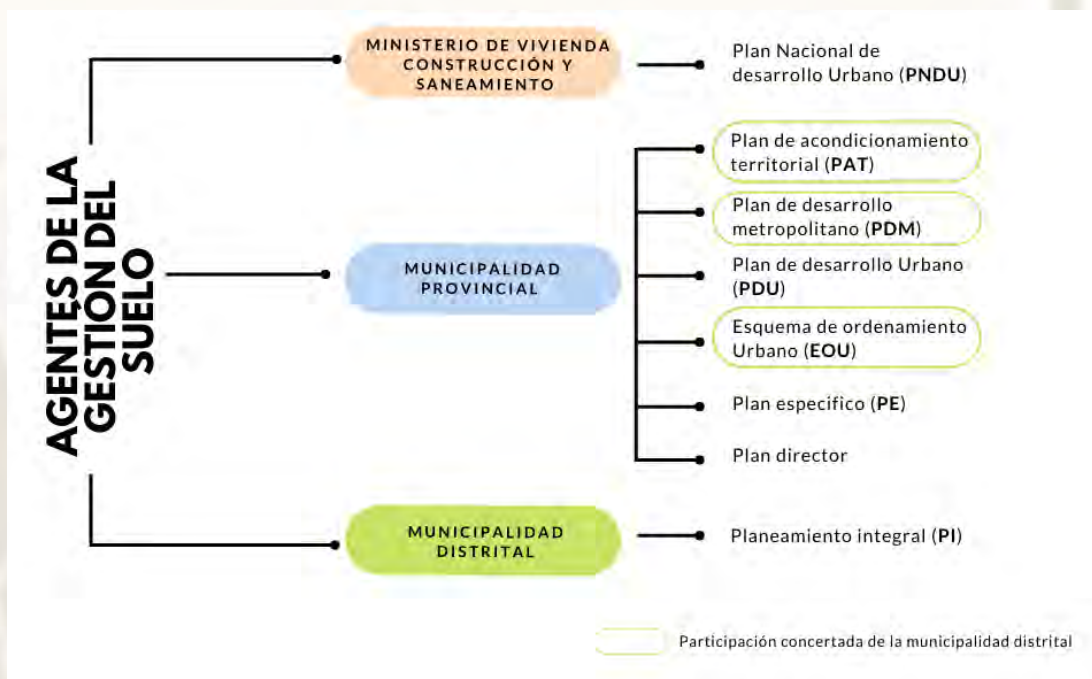 AGENTES DE LA
GESTIÓN DEL
SUELO
MINISTERIO DE VIVIENDA
CONSTRUCCIÓN Y
SANEAMIENTO
Plan Nacional de
desarrollo Urbano (PNDU)
MUNICIPALIDAD
PROVINCIAL
Plan de acondicionamiento
territorial (PAT)
Plan de desarrollo
metropolitano (PDM)
Plan de desarrollo Urbano
(PDU)
Esquema de ordenamiento
Urbano (EOU)
Plan especifico (PE)
Plan director
MUNICIPALIDAD
DISTRITAL
Planeamiento integral (PI)
Participación concertada de la municipalidad distrital